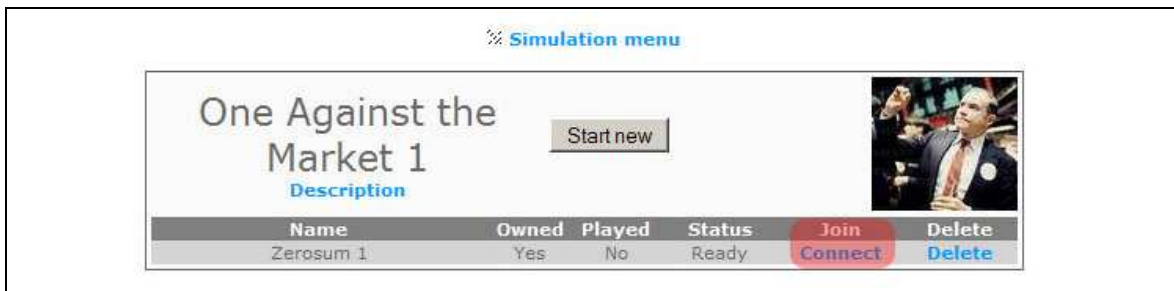 Simulation menu
One Against the
Market 1
Start new
Description
Name Owned Played Status Join Delete
Zerosum 1 Yes No Ready Connect Delete